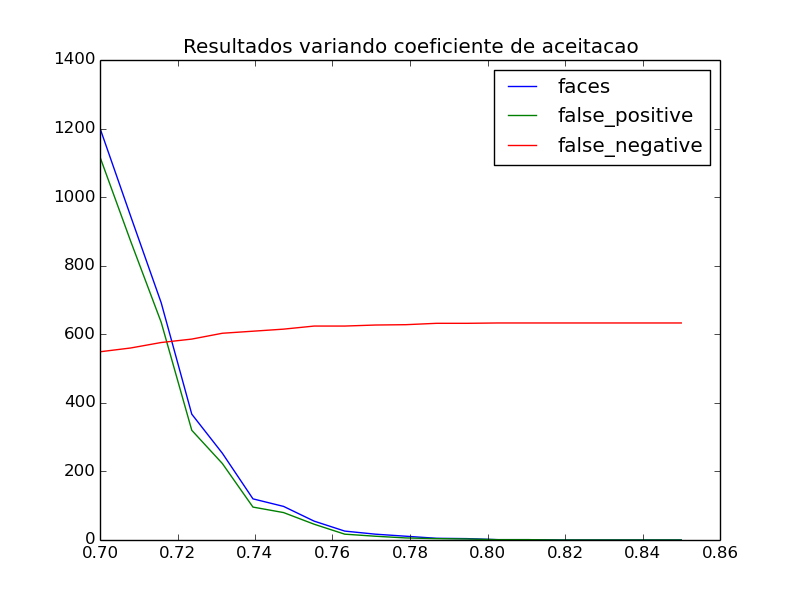 Resultados variando coeficiente de aceitacao
1400
1200
1000
800
600
400
200
0
faces
false_positive
false_negative
0.70 0.72 0.74 0.76 0.78 0.80 0.82 0.84 0.86